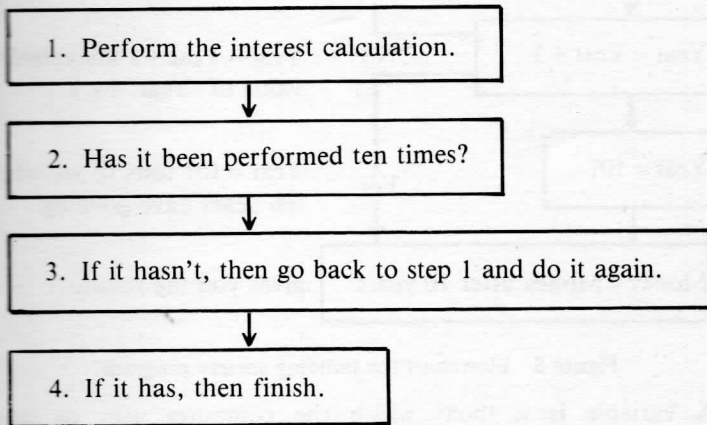 1. Perform the interest calculation.
2. Has it been performed ten times?
3. If it hasn't, then go back to step 1 and do it again.
4. If it has, then finish.